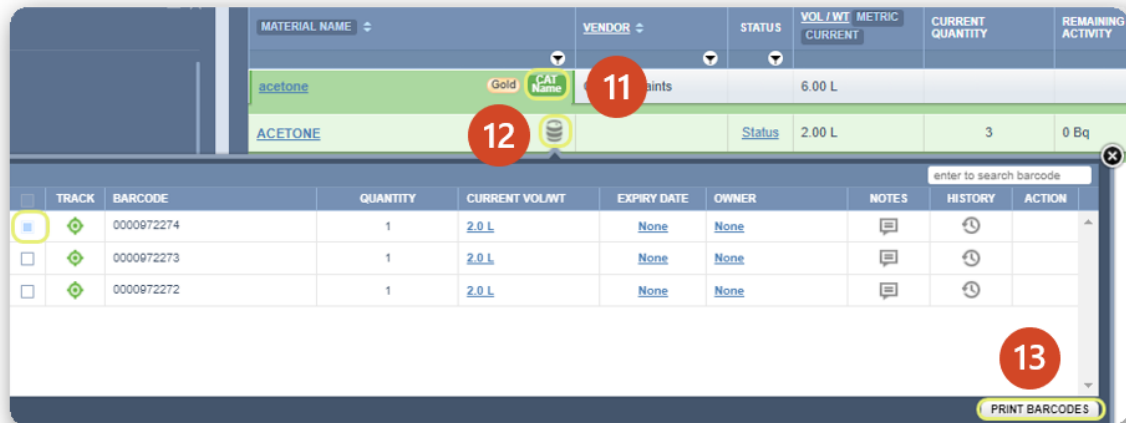 MATERIAL NAME VENDOR STATUS VOL / WT METRIC CURRENT CURRENT QUANTITY REMAINING ACTIVITY
acetone Gold CAT Name 11 aints 6.00 L
ACETONE 12 Status 2.00 L 3 0 Bq
enter to search barcode
TRACK BARCODE QUANTITY CURRENT VOL/WT EXPIRY DATE OWNER NOTES HISTORY ACTION
0000972274 1 2.0 L None None
0000972273 1 2.0 L None None
0000972272 1 2.0 L None None
13
PRINT BARCODES